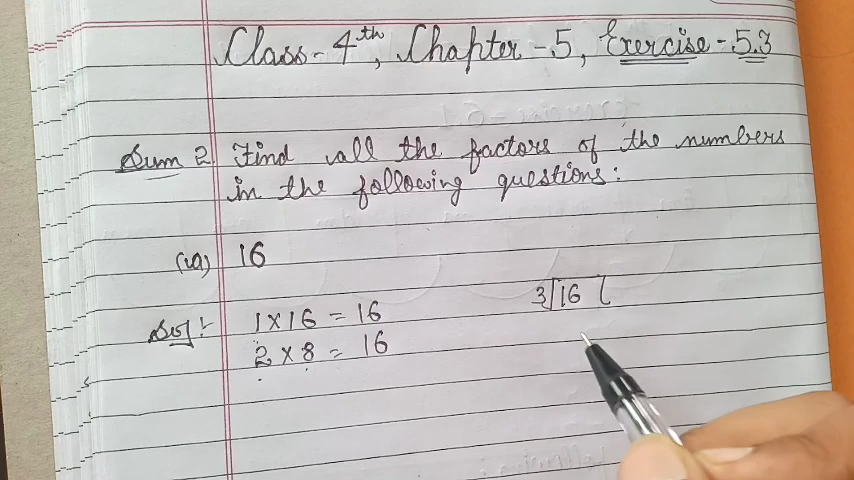 Class - 4th, Chapter - 5, Exercise - 5.3
Sum 2. Find all the factors of the numbers
in the following questions:
(a) 16
Sol:- 1 × 16 = 16
3)16(
2 × 8 = 16